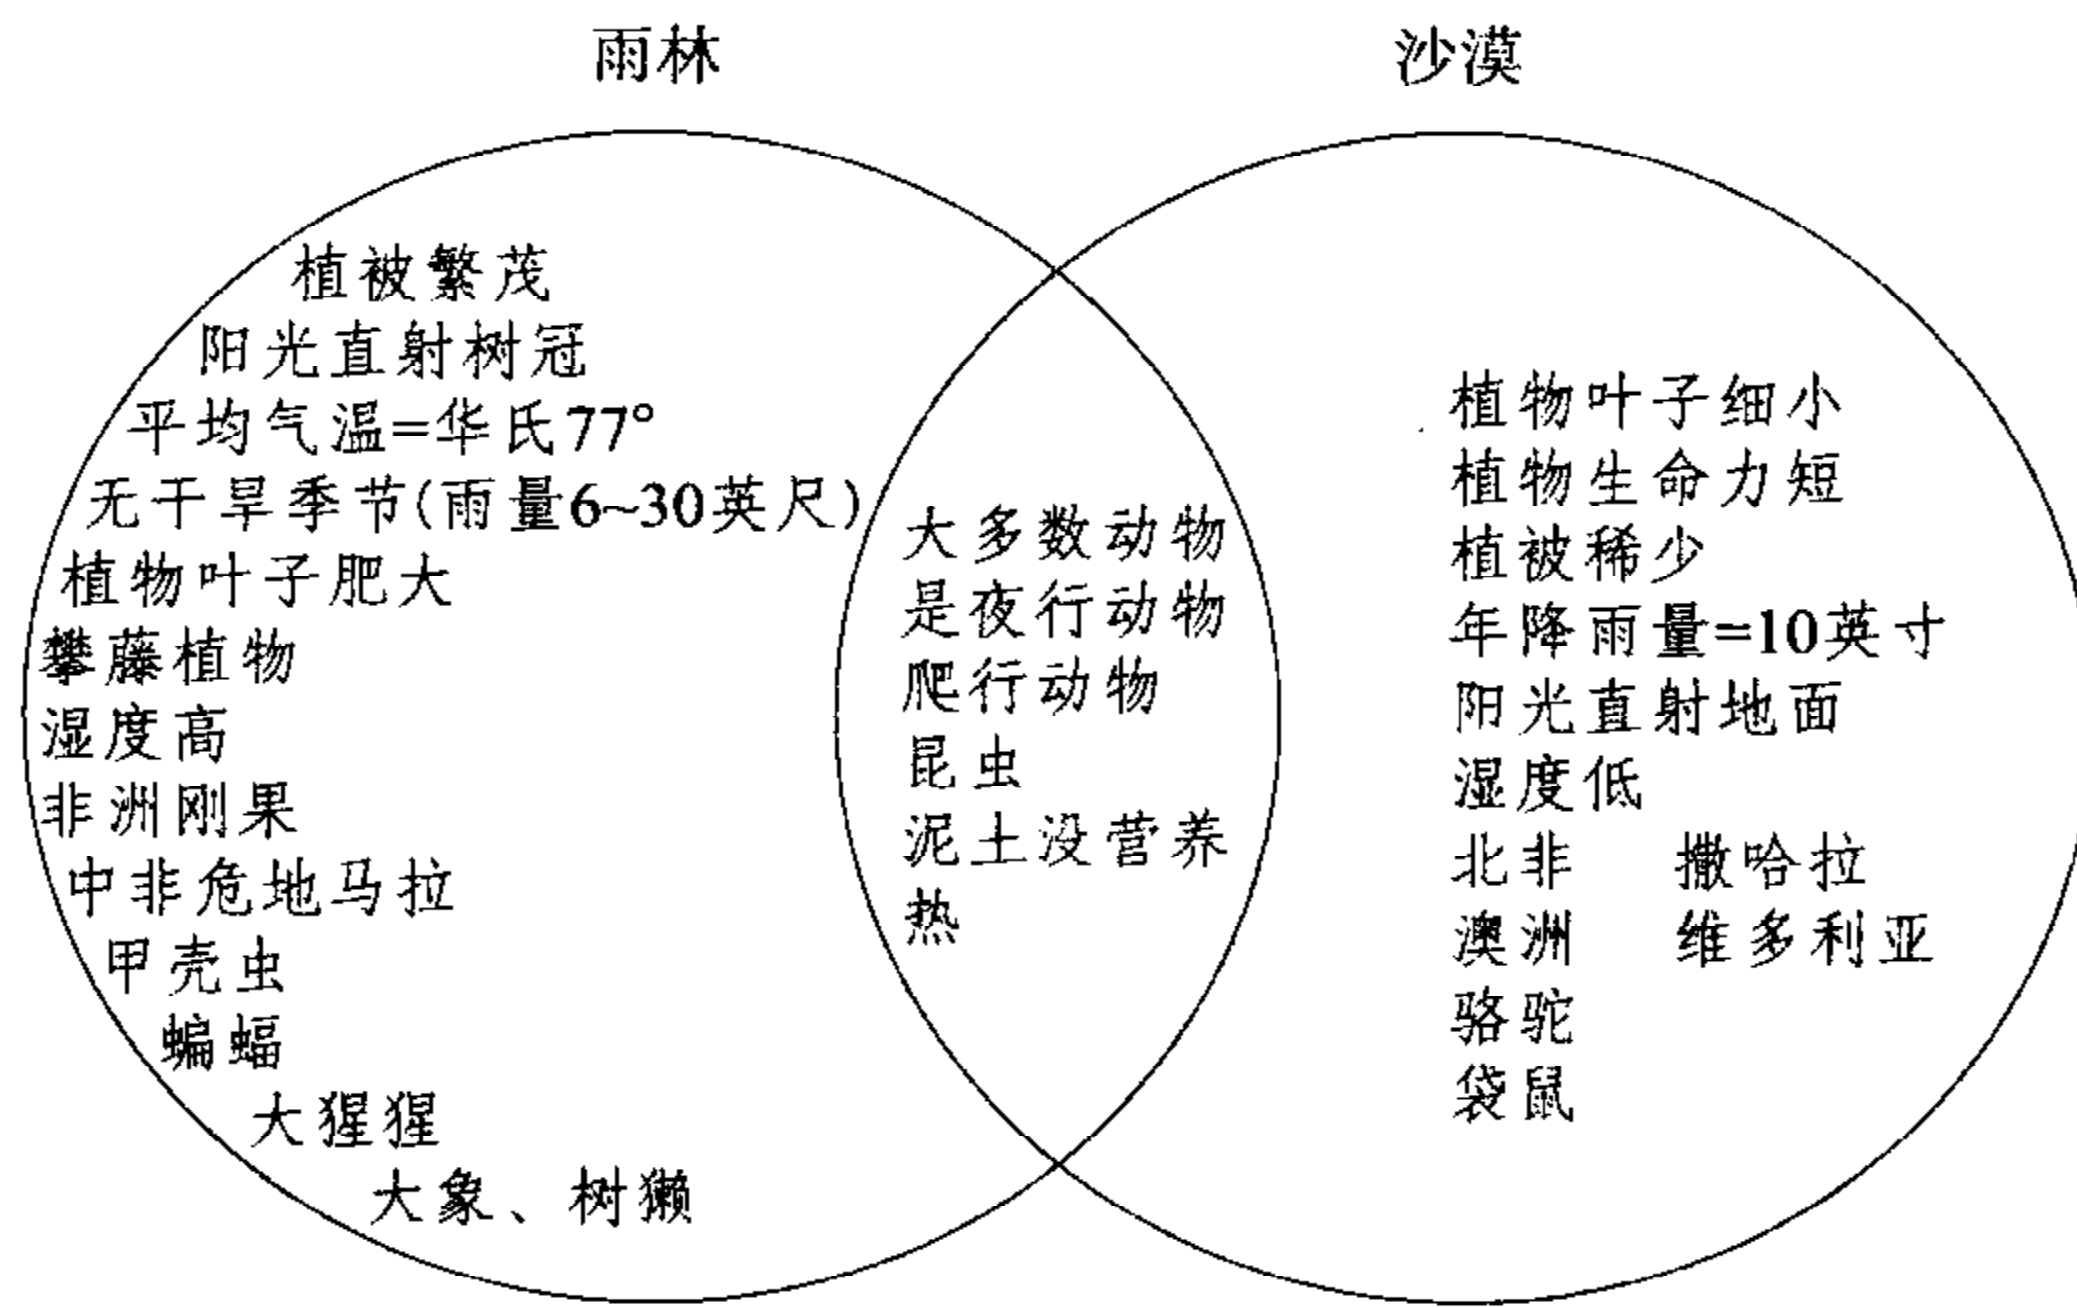 雨林
沙漠
植被繁茂
阳光直射树冠
平均气温=华氏77°
无干旱季节(雨量6~30英尺)
植物叶子肥大
攀藤植物
湿度高
非洲刚果
中非危地马拉
甲壳虫
蝙蝠
大猩猩
大象、树獭
大多数动物
是夜行动物
爬行动物
昆虫
泥土没营养
热
植物叶子细小
植物生命力短
植被稀少
年降雨量=10英寸
阳光直射地面
湿度低
北非 撒哈拉
澳洲 维多利亚
骆驼
袋鼠